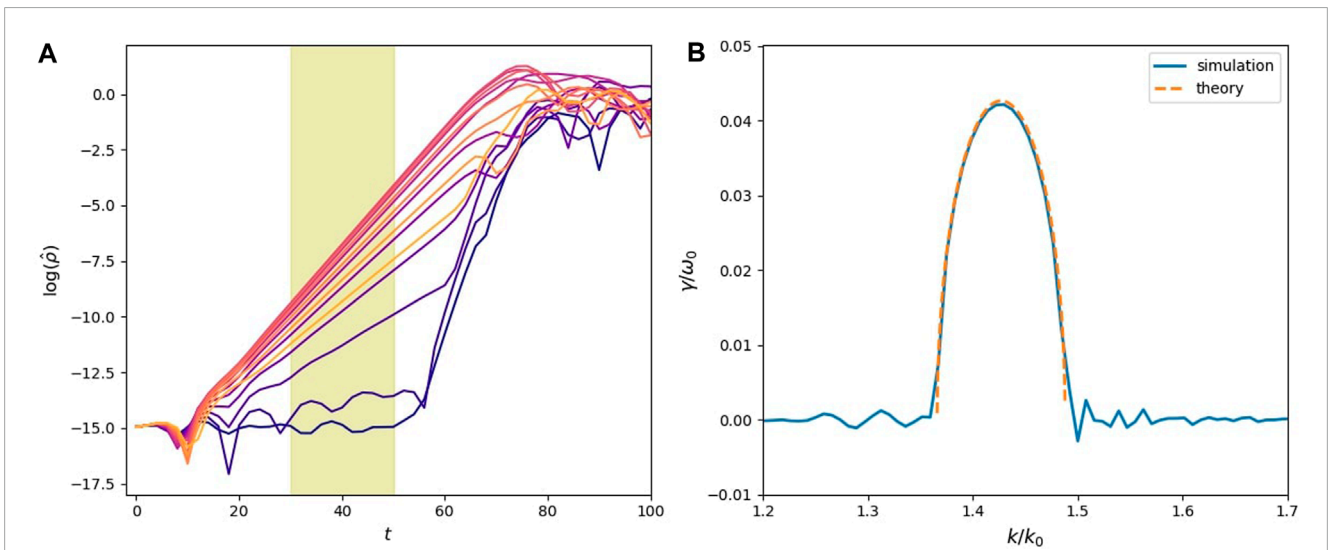 A
log(ρ̂)
0.0
−2.5
−5.0
−7.5
−10.0
−12.5
−15.0
−17.5
0 20 40 60 80 100
t
B
γ/ω₀
0.05
0.04
0.03
0.02
0.01
0.00
−0.01
simulation
theory
1.2 1.3 1.4 1.5 1.6 1.7
k/k₀